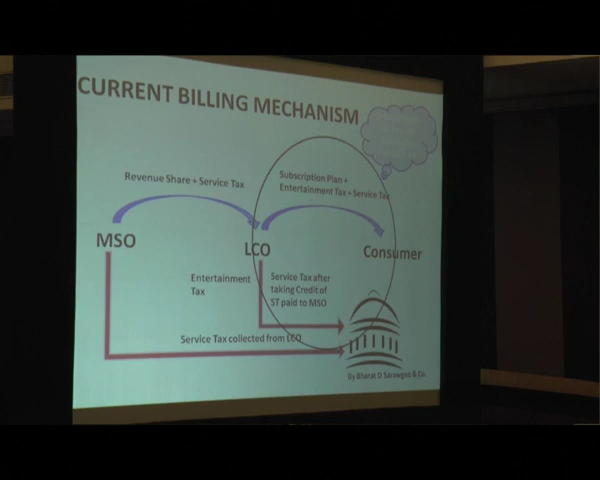 CURRENT BILLING MECHANISM
Revenue Share + Service Tax
Subscription Plan +
Entertainment Tax + Service Tax
MSO
LCO
Consumer
Entertainment
Tax
Service Tax after
taking Credit of
ST paid to MSO
Service Tax collected from LCO
By Bharat D Sarawgee & Co.